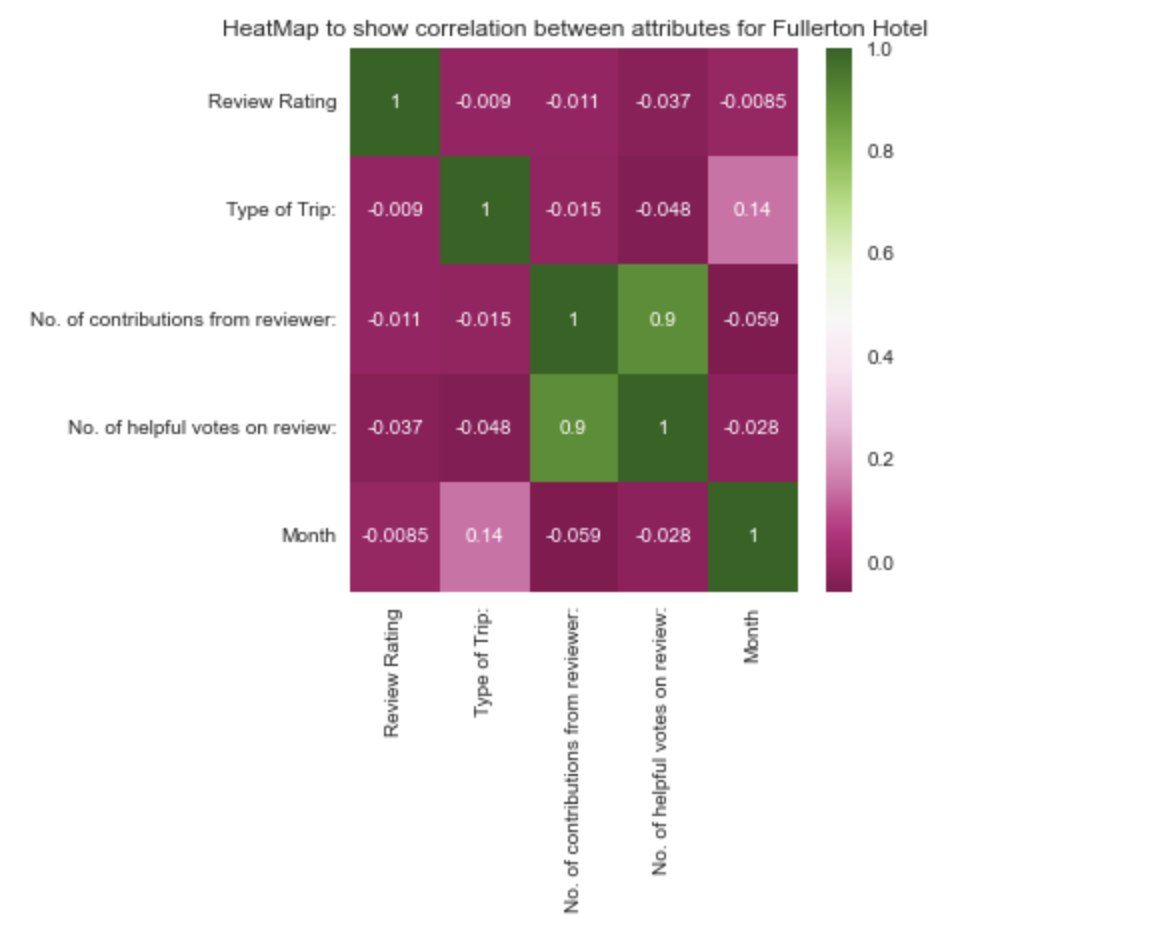 HeatMap to show correlation between attributes for Fullerton Hotel
1.0
Review Rating 1 -0.009 -0.011 -0.037 -0.0085
0.8
Type of Trip: -0.009 1 -0.015 -0.048 0.14
0.6
No. of contributions from reviewer: -0.011 -0.015 1 0.9 -0.059
0.4
No. of helpful votes on review: -0.037 -0.048 0.9 1 -0.028
0.2
Month -0.0085 0.14 -0.059 -0.028 1
0.0
Review Rating
Type of Trip:
No. of contributions from reviewer:
No. of helpful votes on review:
Month